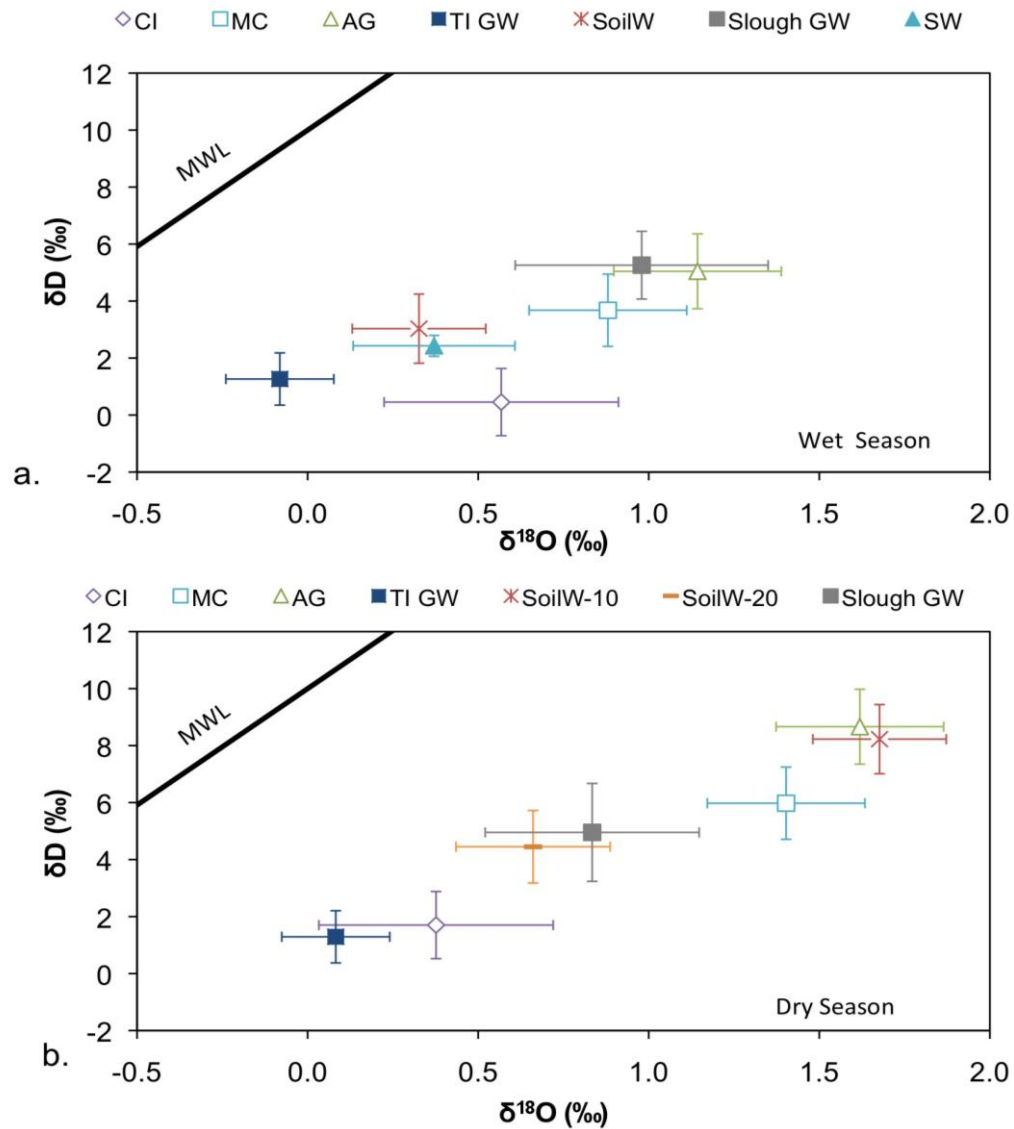 CI MC AG TI GW SoilW Slough GW SW
12
10
8
6
4
2
0
-2
δD (‰)
MWL
Wet Season
a.
-0.5 0.0 0.5 1.0 1.5 2.0
δ¹⁸O (‰)
CI MC AG TI GW SoilW-10 SoilW-20 Slough GW
12
10
8
6
4
2
0
-2
δD (‰)
MWL
Dry Season
b.
-0.5 0.0 0.5 1.0 1.5 2.0
δ¹⁸O (‰)